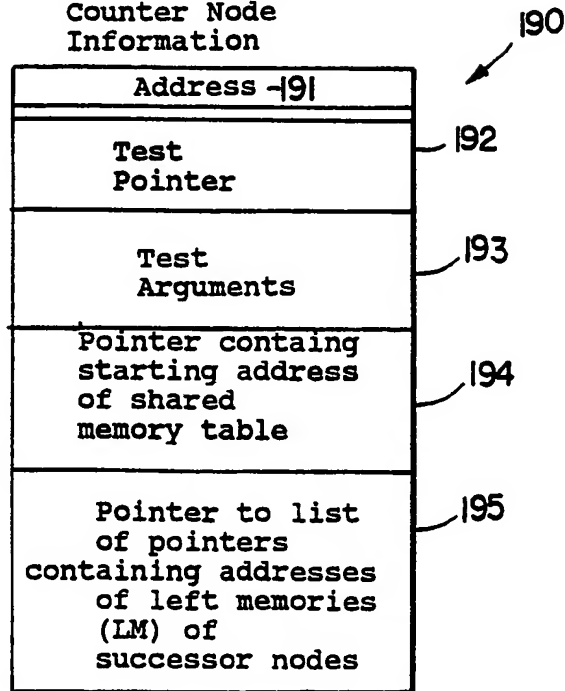 Counter Node
Information
190
Address 191
192
Test
Pointer
193
Test
Arguments
Pointer containg
starting address
of shared
memory table
194
195
Pointer to list
of pointers
containing addresses
of left memories
(LM) of
successor nodes